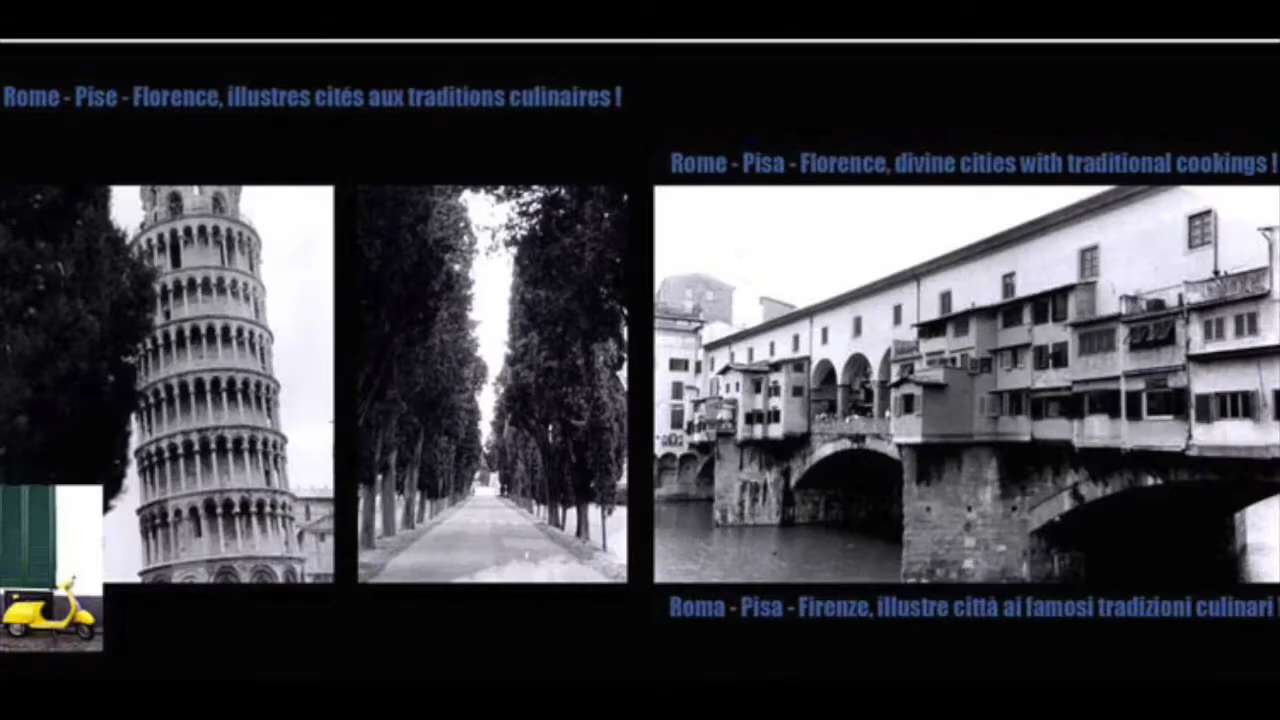 Rome - Pise - Florence, illustres cités aux traditions culinaires !
Rome - Pisa - Florence, divine cities with traditional cookings !
Roma - Pisa - Firenze, illustre città ai famosi tradizioni culinari !